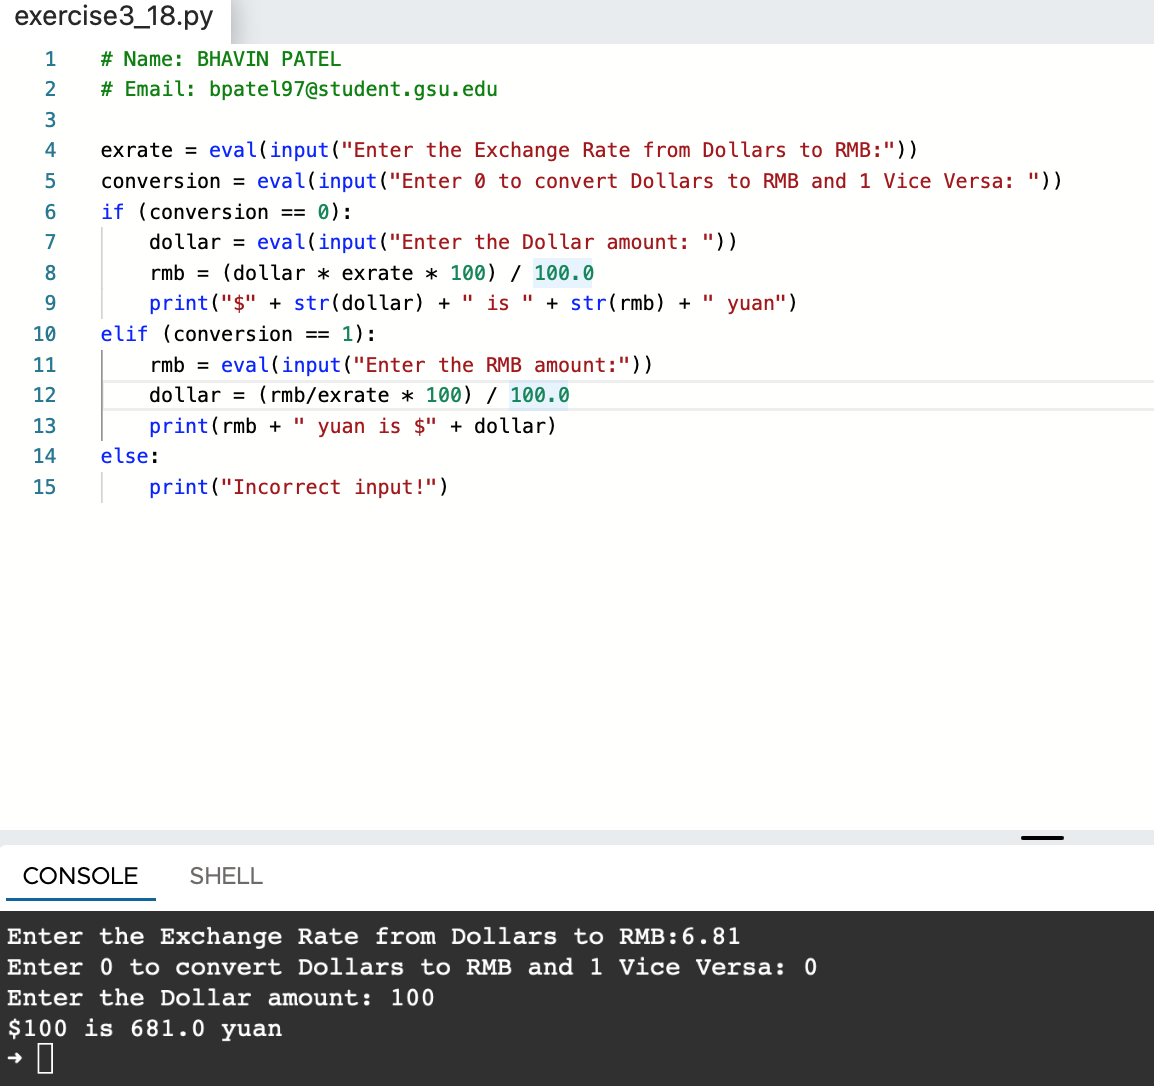 exercise3_18.py
1 # Name: BHAVIN PATEL
2 # Email: bpatel97@student.gsu.edu
3
4 exrate = eval(input("Enter the Exchange Rate from Dollars to RMB:"))
5 conversion = eval(input("Enter 0 to convert Dollars to RMB and 1 Vice Versa: "))
6 if (conversion == 0):
7     dollar = eval(input("Enter the Dollar amount: "))
8     rmb = (dollar * exrate * 100) / 100.0
9     print("$" + str(dollar) + " is " + str(rmb) + " yuan")
10 elif (conversion == 1):
11     rmb = eval(input("Enter the RMB amount:"))
12     dollar = (rmb/exrate * 100) / 100.0
13     print(rmb + " yuan is $" + dollar)
14 else:
15     print("Incorrect input!")
CONSOLE SHELL
Enter the Exchange Rate from Dollars to RMB:6.81
Enter 0 to convert Dollars to RMB and 1 Vice Versa: 0
Enter the Dollar amount: 100
$100 is 681.0 yuan
➜